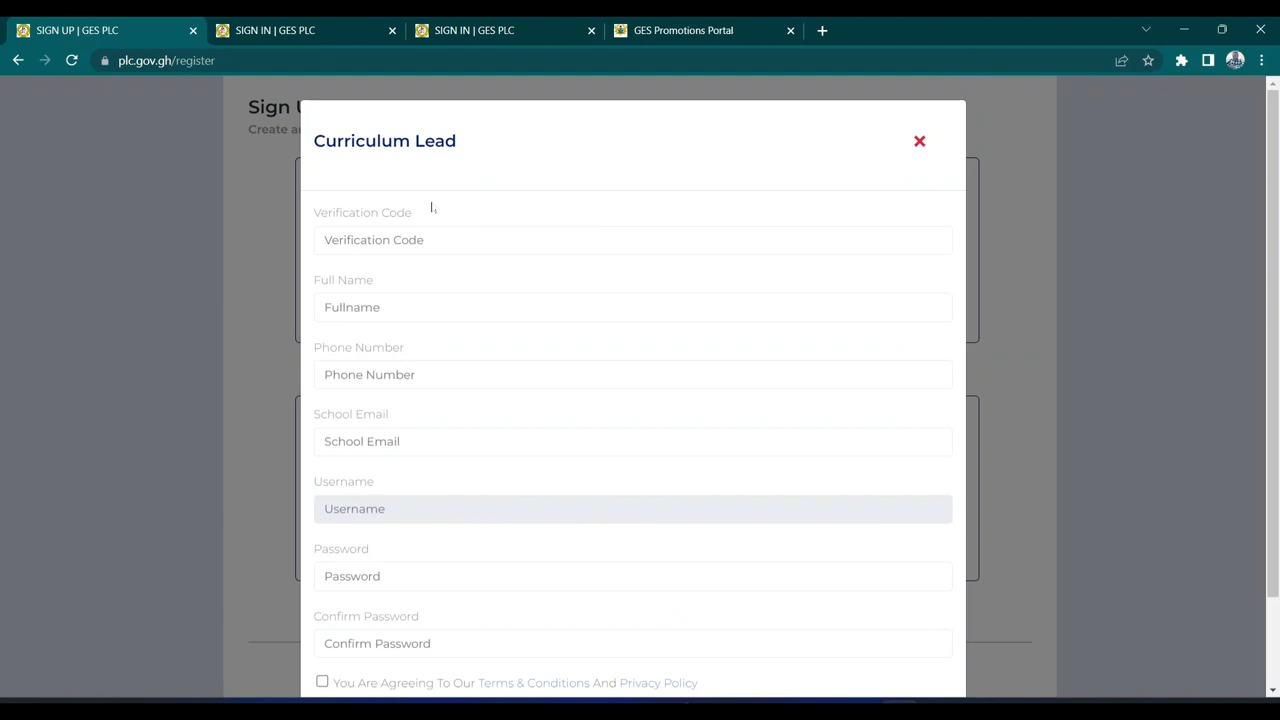 SIGN UP | GES PLC
SIGN IN | GES PLC
SIGN IN | GES PLC
GES Promotions Portal
plc.gov.gh/register
Sign
Create
Curriculum Lead
Verification Code
Verification Code
Full Name
Fullname
Phone Number
Phone Number
School Email
School Email
Username
Username
Password
Password
Confirm Password
Confirm Password
You Are Agreeing To Our Terms & Conditions And Privacy Policy